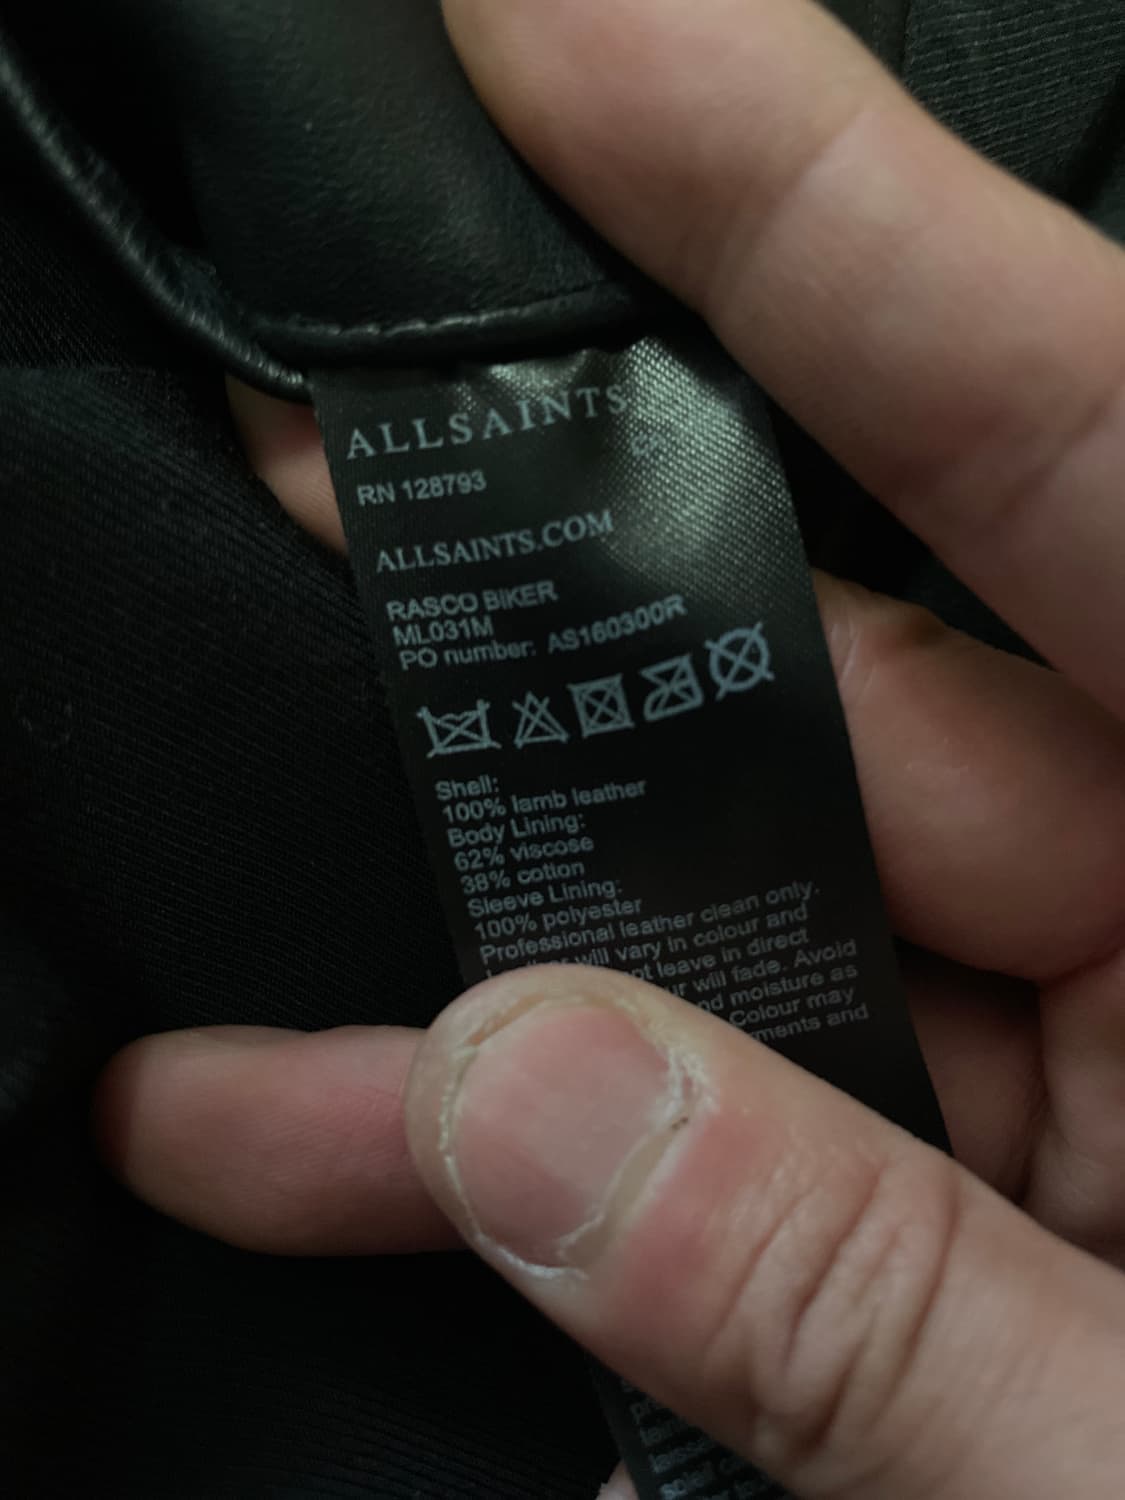 ALLSAINTS
RN 128793
ALLSAINTS.COM
RASCO BIKER
ML031M
PO number: AS160300R
Shell:
100% lamb leather
Body Lining:
62% viscose
38% cotton
Sleeve Lining:
100% polyester
Professional leather clean only.
will vary in colour and
leave in direct
will fade. Avoid
moisture as
Colour may
and